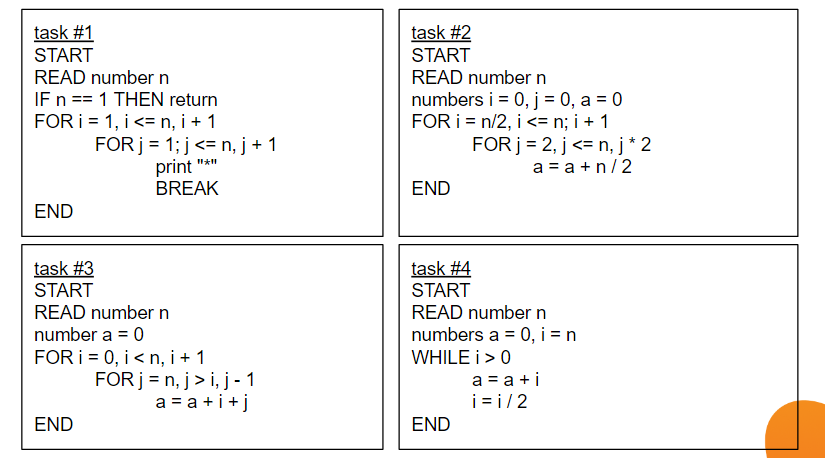 task #1
START
READ number n
IF n == 1 THEN return
FOR i = 1, i <= n, i + 1
FOR j = 1; j <= n, j + 1
print "*"
BREAK
END
task #2
START
READ number n
numbers i = 0, j = 0, a = 0
FOR i = n/2, i <= n; i + 1
FOR j = 2, j <= n, j * 2
a = a + n / 2
END
task #3
START
READ number n
number a = 0
FOR i = 0, i < n, i + 1
FOR j = n, j > i, j - 1
a = a + i + j
END
task #4
START
READ number n
numbers a = 0, i = n
WHILE i > 0
a = a + i
i = i / 2
END